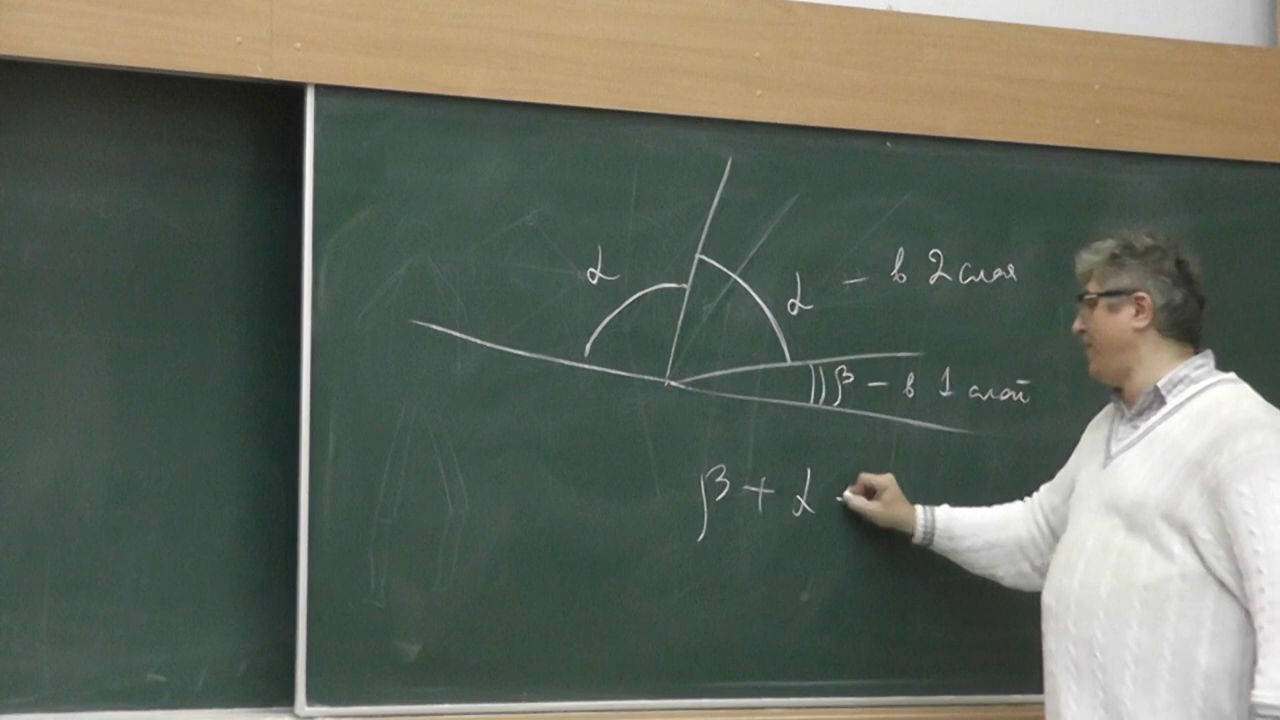 α
α - в 2 слоя
β - в 1 слой
β + α